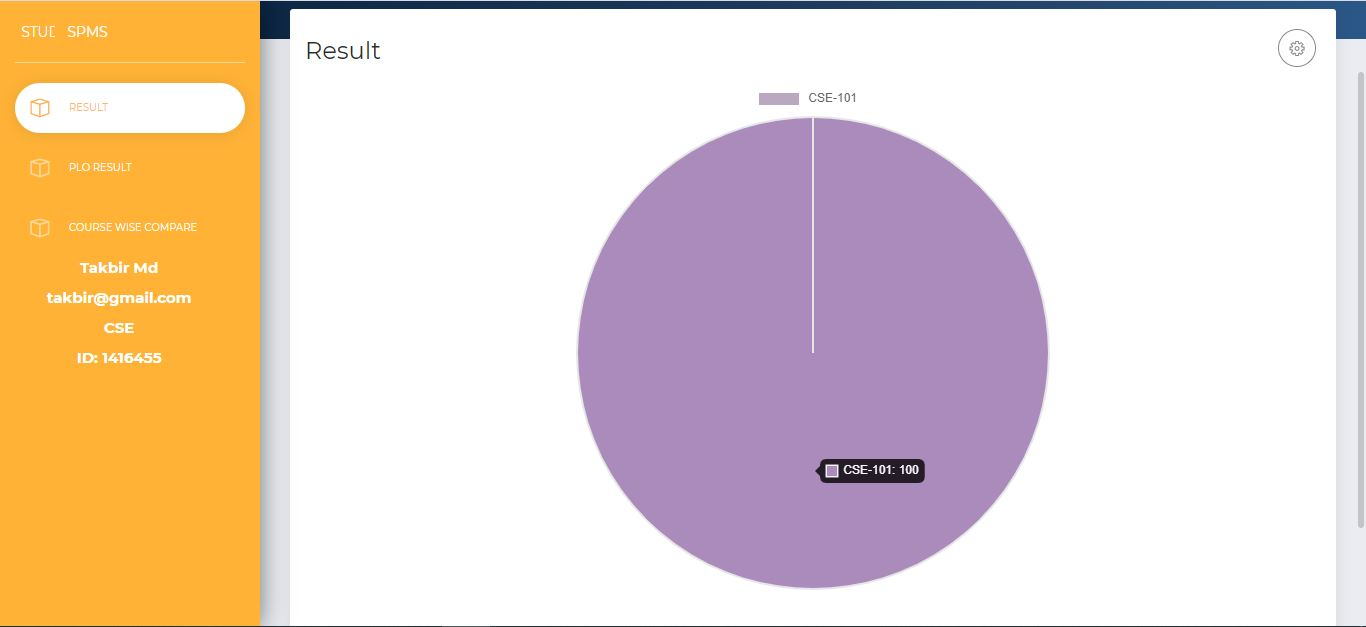 STUD SPMS
RESULT
PLO RESULT
COURSE WISE COMPARE
Takbir Md
takbir@gmail.com
CSE
ID: 1416455
Result
CSE-101
CSE-101: 100